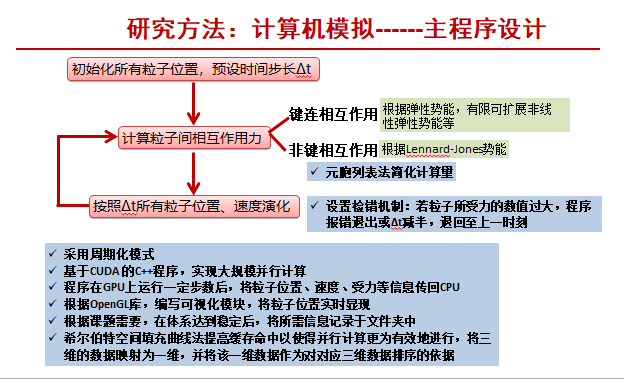 研究方法：计算机模拟------主程序设计
初始化所有粒子位置，预设时间步长Δt
计算粒子间相互作用力
键连相互作用
根据弹性势能，有限可扩展非线
性弹性势能等
非键相互作用
根据Lennard-Jones势能
✓ 元胞列表法简化计算量
按照Δt所有粒子位置、速度演化
✓ 设置检错机制：若粒子所受力的数值过大，程序
报错退出或Δt减半，退回至上一时刻
✓ 采用周期化模式
✓ 基于CUDA 的C++程序，实现大规模并行计算
✓ 程序在GPU上运行一定步数后，将粒子位置、速度、受力等信息传回CPU
✓ 根据OpenGL库，编写可视化模块，将粒子位置实时显现
✓ 根据课题需要，在体系达到稳定后，将所需信息记录于文件夹中
✓ 希尔伯特空间填充曲线法提高缓存命中以使得并行计算更为有效地进行，将三
维的数据映射为一维，并将该一维数据作为对对应三维数据排序的依据